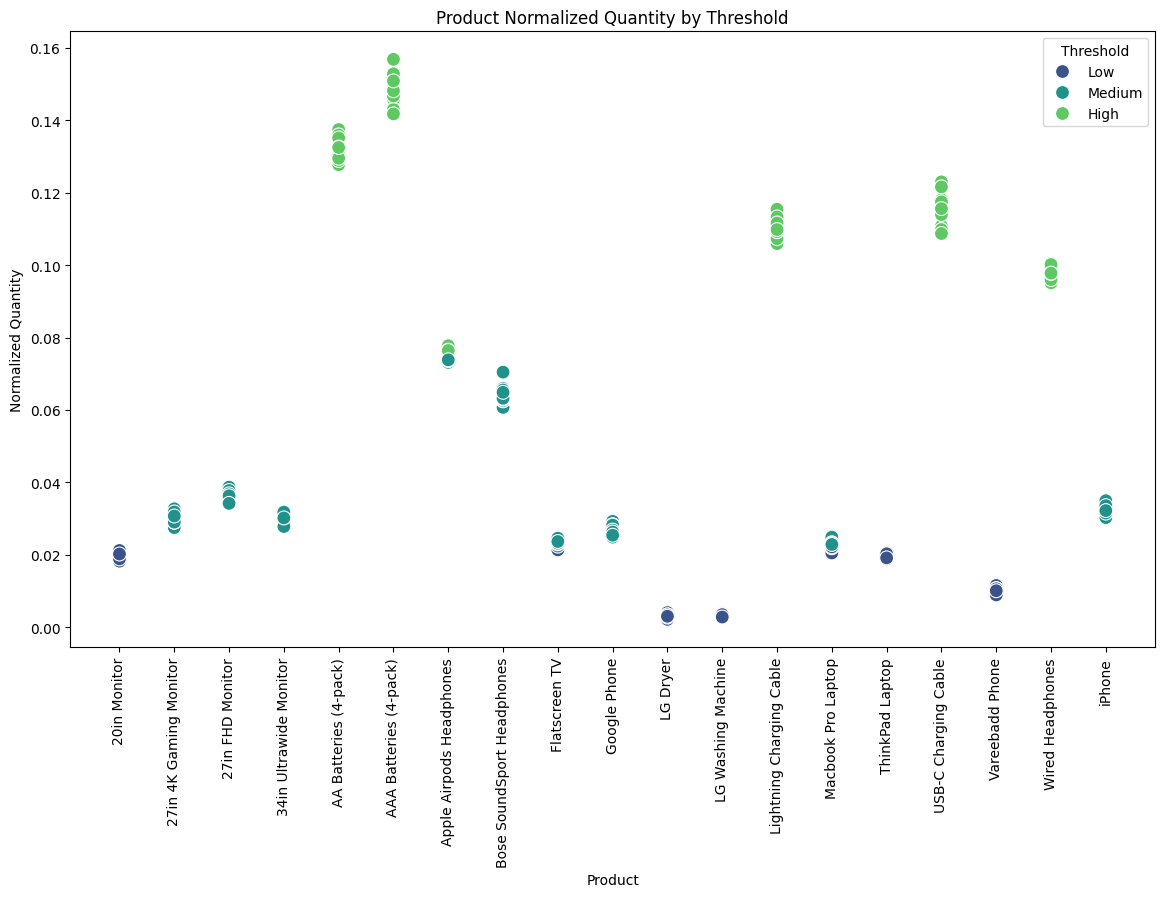 Product Normalized Quantity by Threshold
Threshold
Low
Medium
High
Normalized Quantity
0.16
0.14
0.12
0.10
0.08
0.06
0.04
0.02
0.00
20in Monitor
27in 4K Gaming Monitor
27in FHD Monitor
34in Ultrawide Monitor
AA Batteries (4-pack)
AAA Batteries (4-pack)
Apple Airpods Headphones
Bose SoundSport Headphones
Flatscreen TV
Google Phone
LG Dryer
LG Washing Machine
Lightning Charging Cable
Macbook Pro Laptop
ThinkPad Laptop
USB-C Charging Cable
Vareebadd Phone
Wired Headphones
iPhone
Product